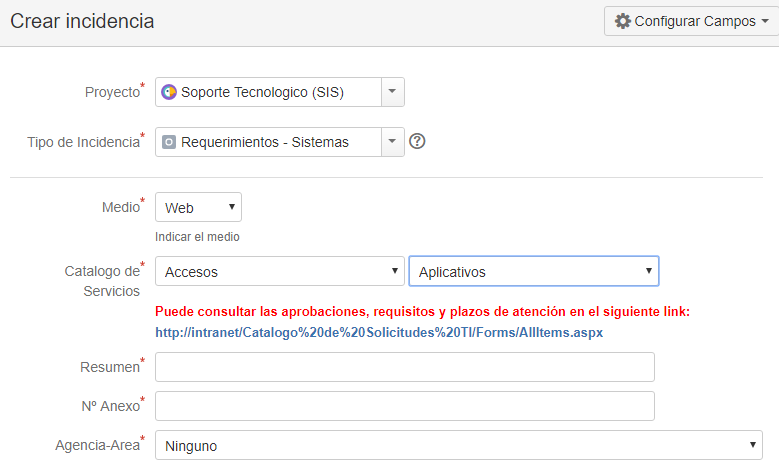 Crear incidencia
Configurar Campos
Proyecto*
Soporte Tecnologico (SIS)
Tipo de Incidencia*
Requerimientos - Sistemas
Medio*
Web
Indicar el medio
Catalogo de*
Servicios
Accesos
Aplicativos
Puede consultar las aprobaciones, requisitos y plazos de atención en el siguiente link:
http://intranet/Catalogo%20de%20Solicitudes%20TI/Forms/AllItems.aspx
Resumen*
Nº Anexo*
Agencia-Area*
Ninguno